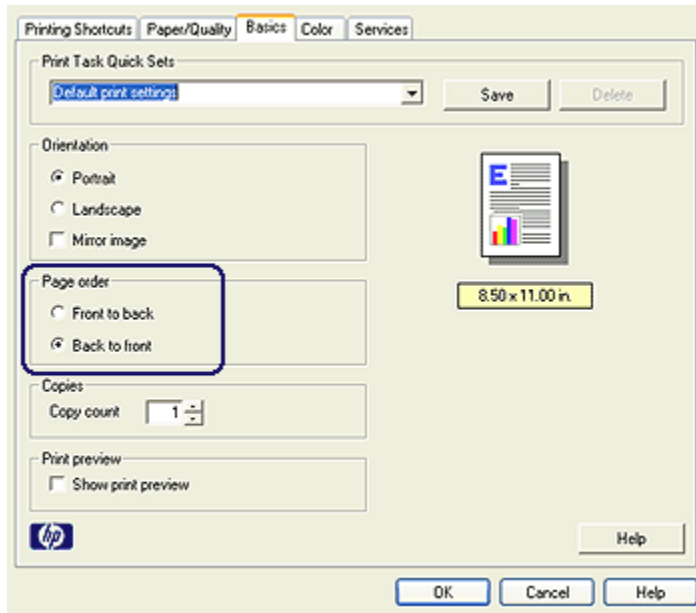 Printing Shortcuts Paper/Quality Basics Color Services
Print Task Quick Sets
Default print settings Save Delete
Orientation
Portrait
Landscape
Mirror image
E
Page order
8.50 x 11.00 in.
Front to back
Back to front
Copies
Copy count 1
Print preview
Show print preview
hp Help
OK Cancel Help